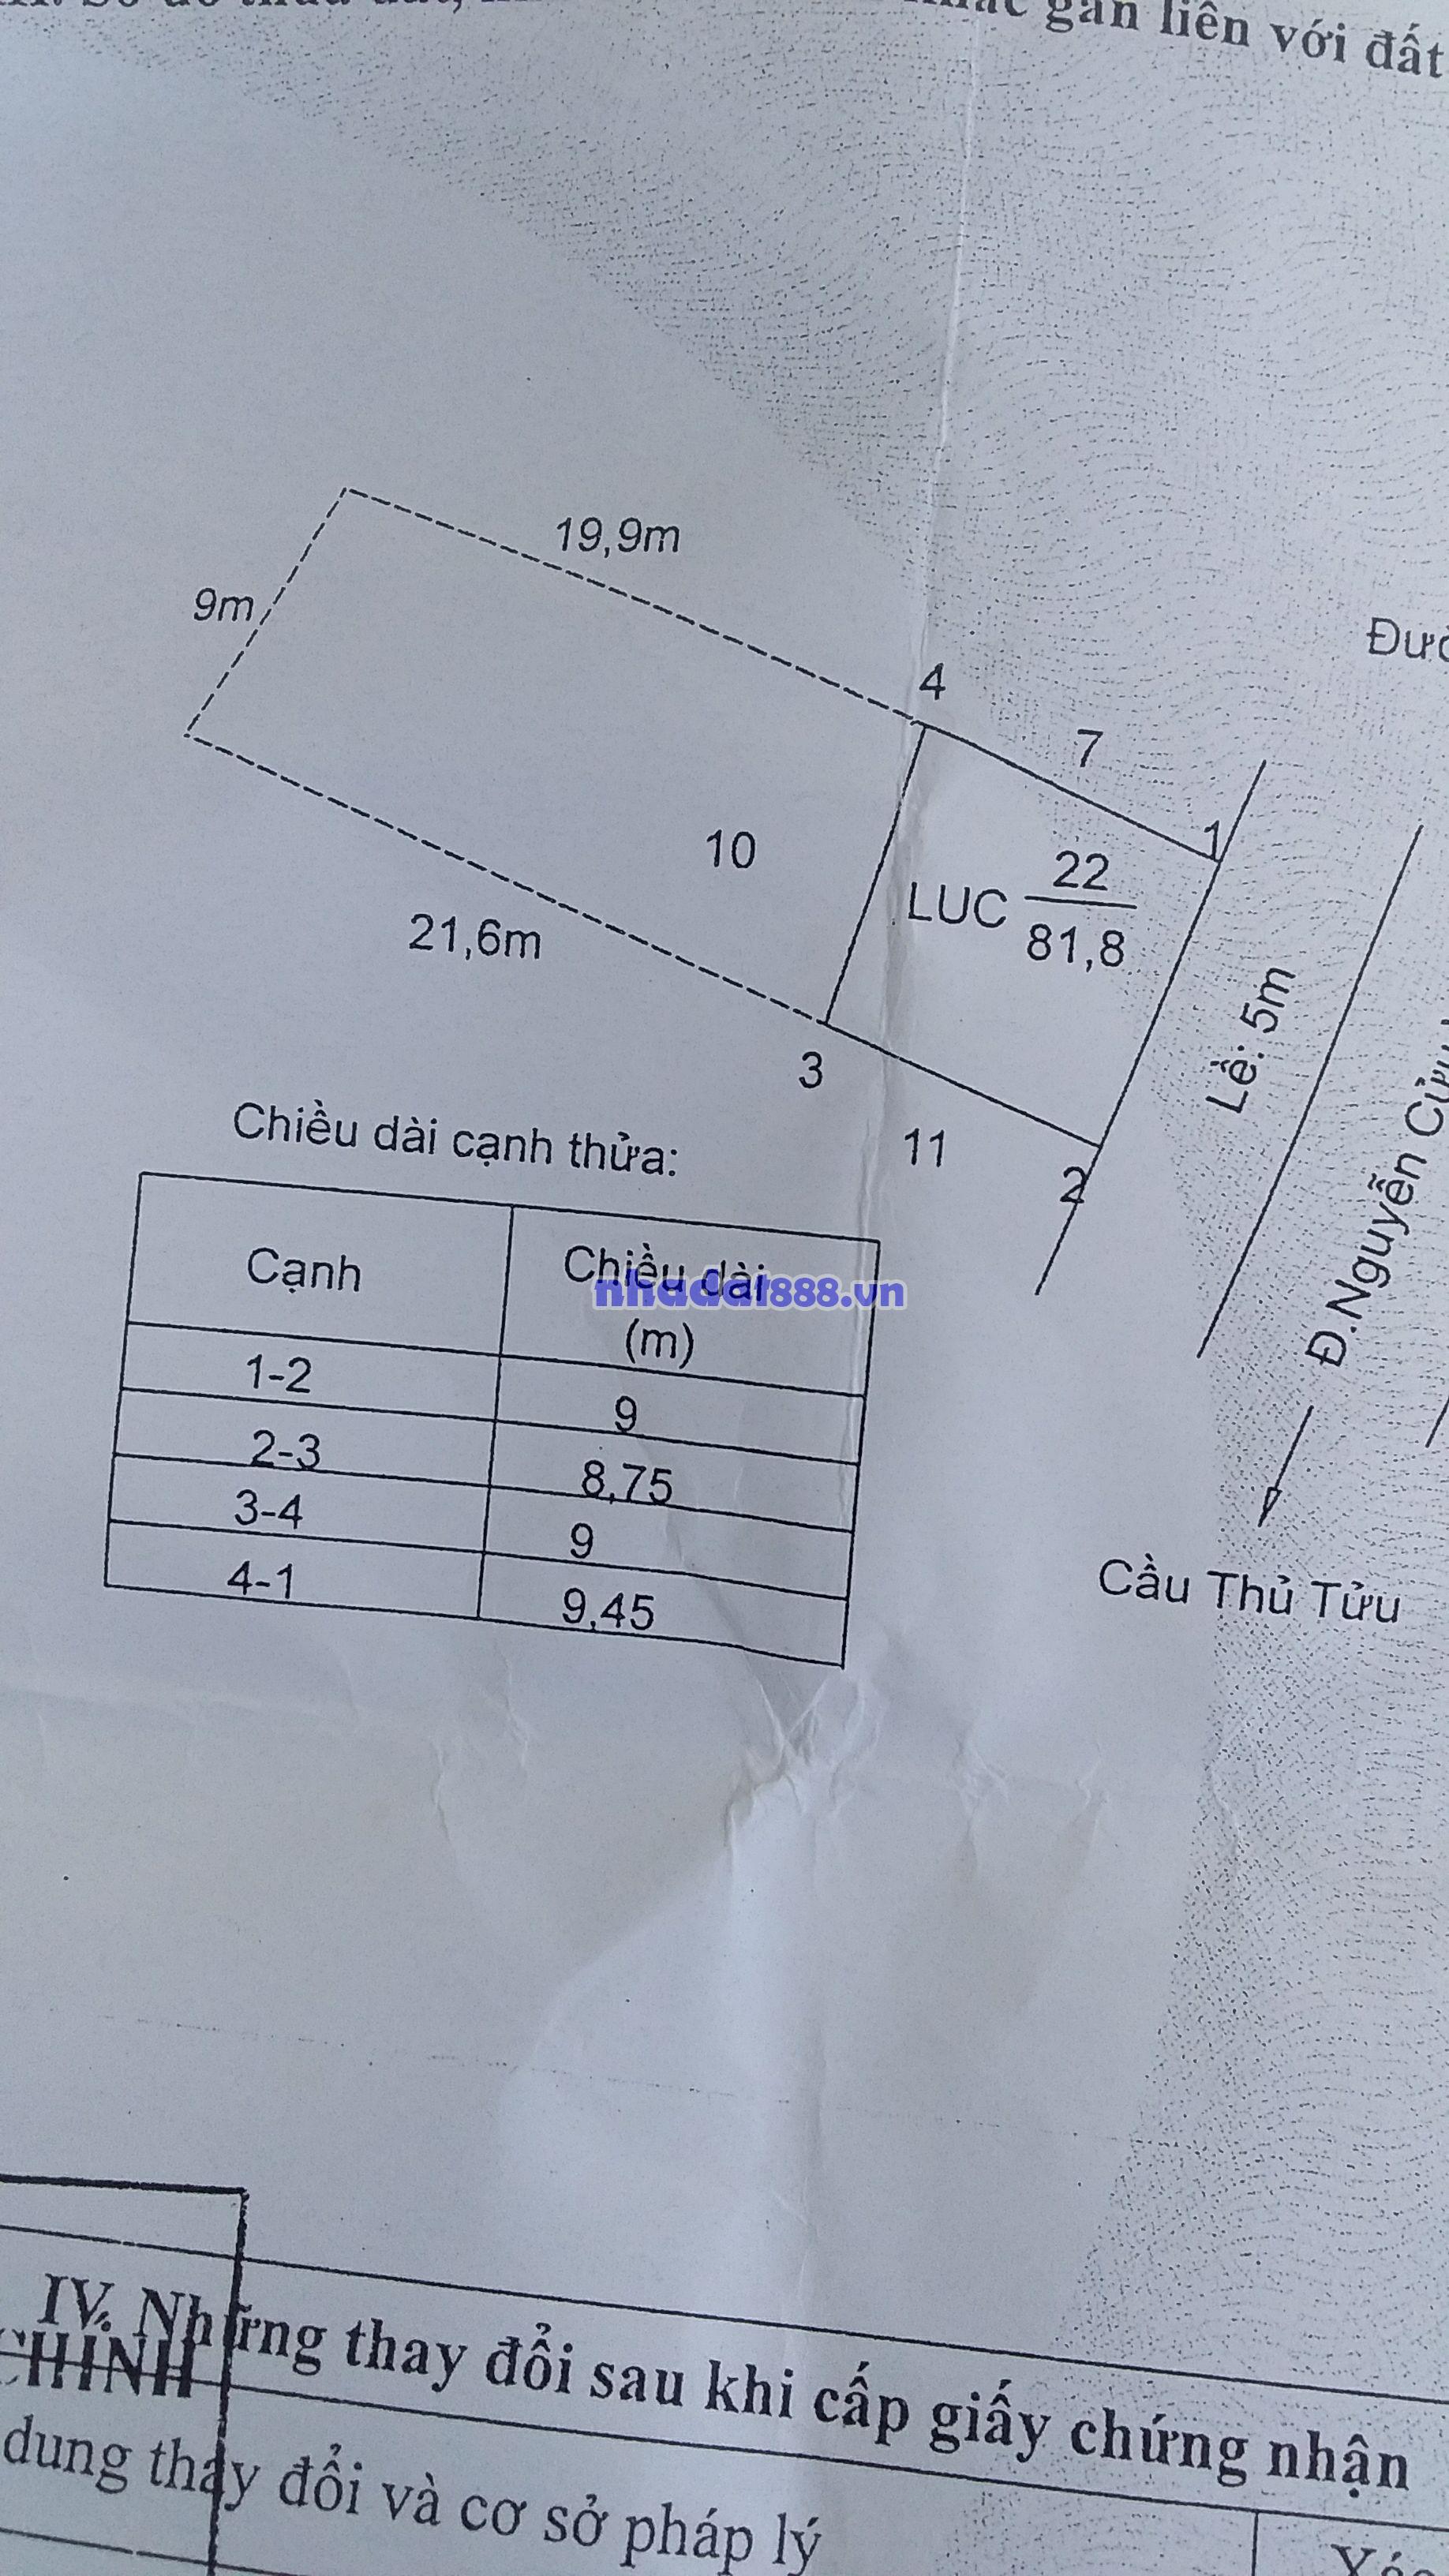 gắn liền với đất
19,9m
9m
4
7
1
10
LUC 22
81,8
21,6m
3
11
2
Lề: 5m
Đ.Nguyễn Cửu
Cầu Thủ Tửu
Chiều dài cạnh thửa:
Cạnh
Chiều dài
(m)
nhadat888.vn
1-2
9
2-3
8,75
3-4
9
4-1
9,45
IV. Những thay đổi sau khi cấp giấy chứng nhận
CHÍNH
dung thay đổi và cơ sở pháp lý